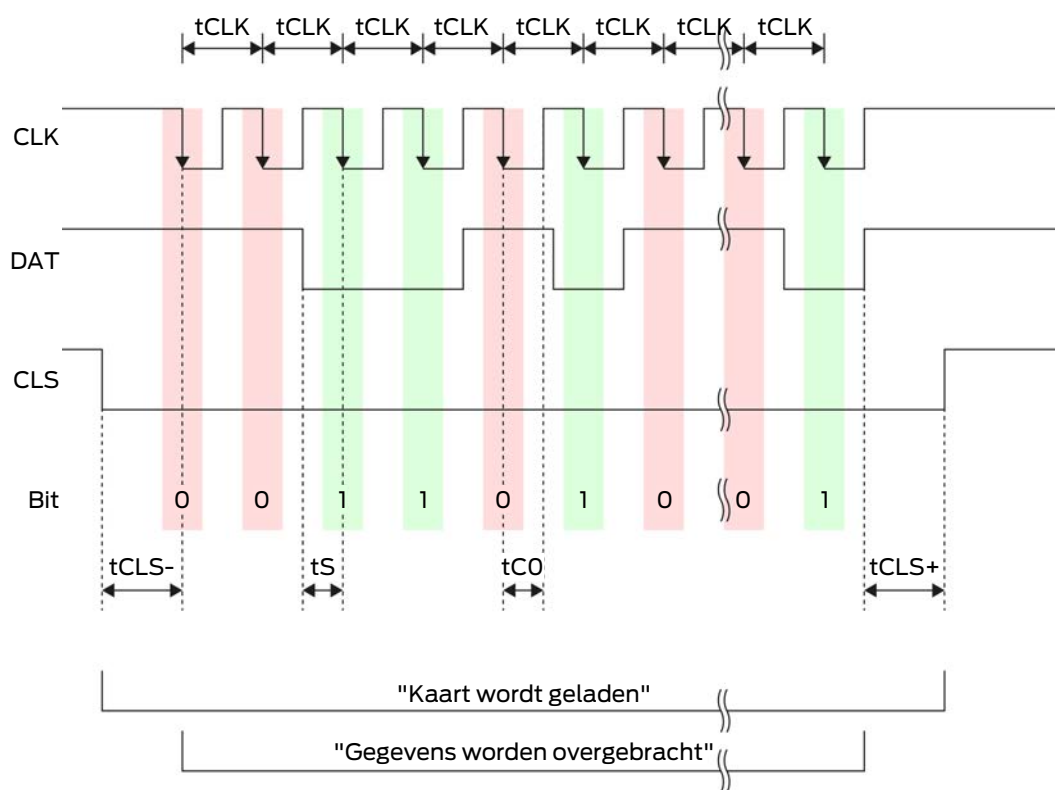 tCLK tCLK tCLK tCLK tCLK tCLK tCLK tCLK
CLK
DAT
CLS
Bit 0 0 1 1 0 1 0 0 1
tCLS- tS tC0 tCLS+
"Kaart wordt geladen"
"Gegevens worden overgebracht"